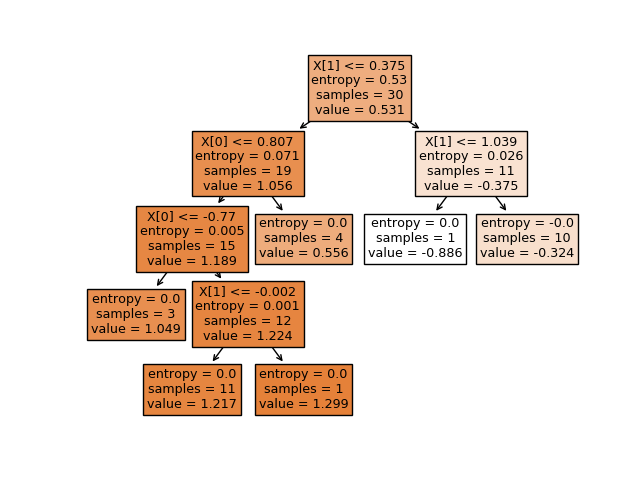 X[1] <= 0.375
entropy = 0.53
samples = 30
value = 0.531
X[0] <= 0.807
entropy = 0.071
samples = 19
value = 1.056
X[1] <= 1.039
entropy = 0.026
samples = 11
value = -0.375
X[0] <= -0.77
entropy = 0.005
samples = 15
value = 1.189
entropy = 0.0
samples = 4
value = 0.556
entropy = 0.0
samples = 1
value = -0.886
entropy = -0.0
samples = 10
value = -0.324
entropy = 0.0
samples = 3
value = 1.049
X[1] <= -0.002
entropy = 0.001
samples = 12
value = 1.224
entropy = 0.0
samples = 11
value = 1.217
entropy = 0.0
samples = 1
value = 1.299